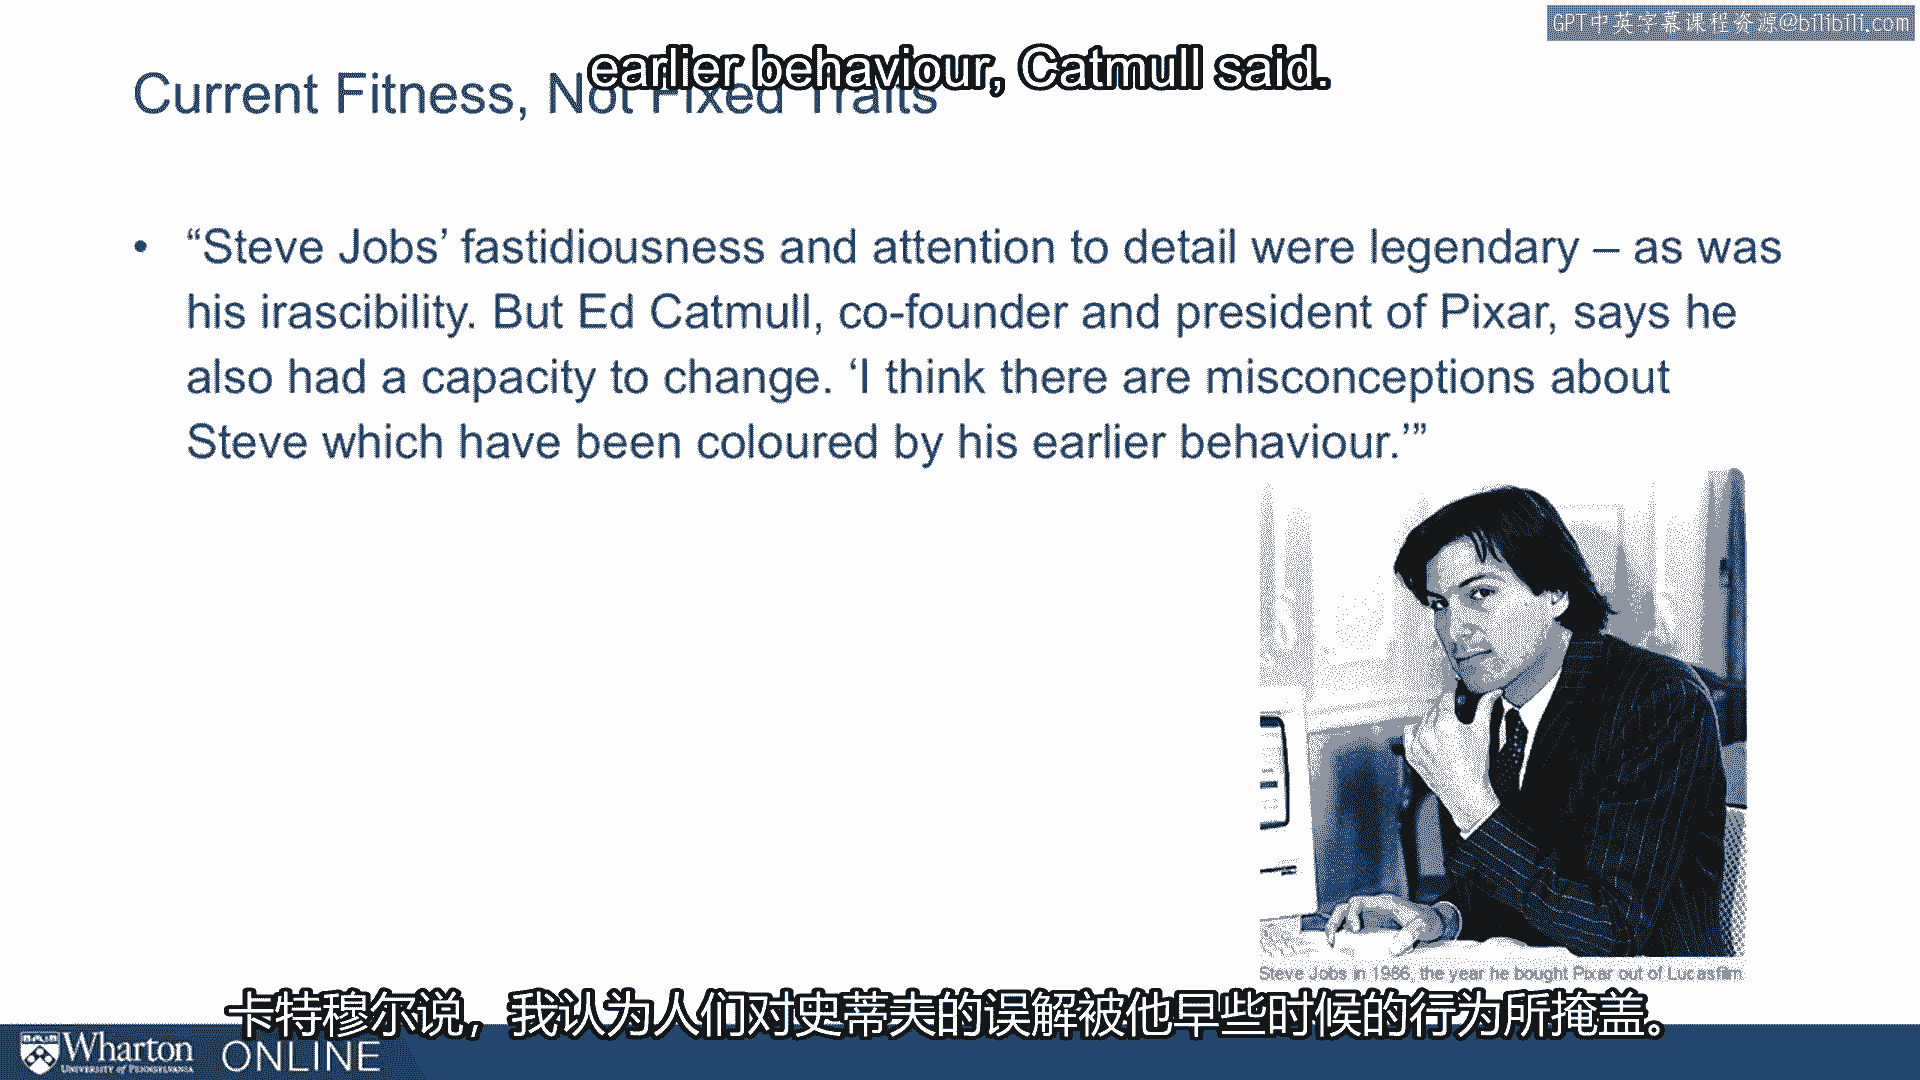 GPT中英字幕课程资源@bilibili.com
earlier behaviour, Catmull said.
Current Fitness, Not Fixed Traits
• “Steve Jobs’ fastidiousness and attention to detail were legendary – as was
his irascibility. But Ed Catmull, co-founder and president of Pixar, says he
also had a capacity to change. ‘I think there are misconceptions about
Steve which have been coloured by his earlier behaviour.’”
Steve Jobs in 1986, the year he bought Pixar out of Lucasfilm
卡特穆尔说，我认为人们对史蒂夫的误解被他早些时候的行为所掩盖。
Wharton
UNIVERSITY of PENNSYLVANIA
ONLINE